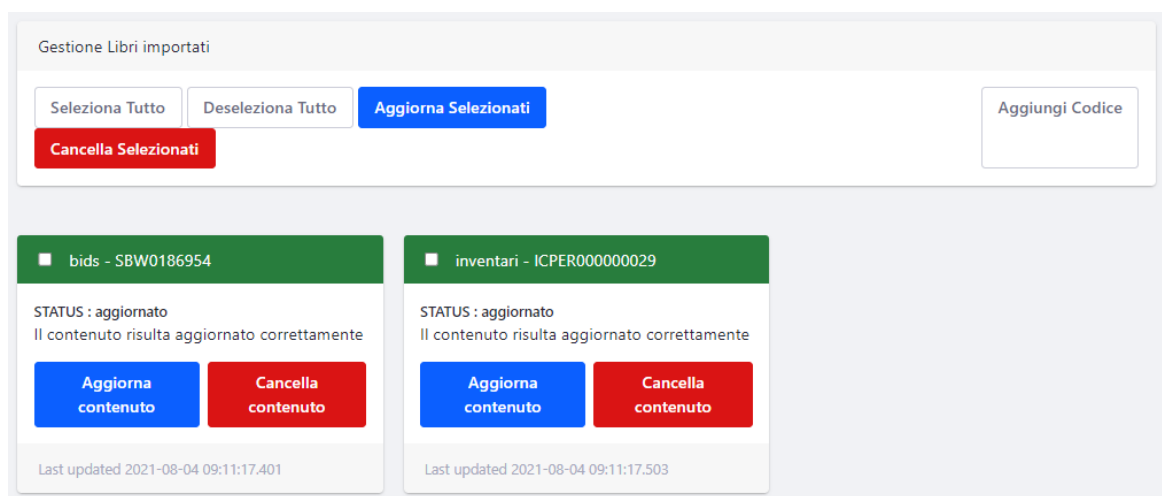 Gestione Libri importati
Seleziona Tutto
Deseleziona Tutto
Aggiorna Selezionati
Aggiungi Codice
Cancella Selezionati
bids - SBW0186954
STATUS : aggiornato
Il contenuto risulta aggiornato correttamente
Aggiorna
contenuto
Cancella
contenuto
Last updated 2021-08-04 09:11:17.401
inventari - ICPER000000029
STATUS : aggiornato
Il contenuto risulta aggiornato correttamente
Aggiorna
contenuto
Cancella
contenuto
Last updated 2021-08-04 09:11:17.503